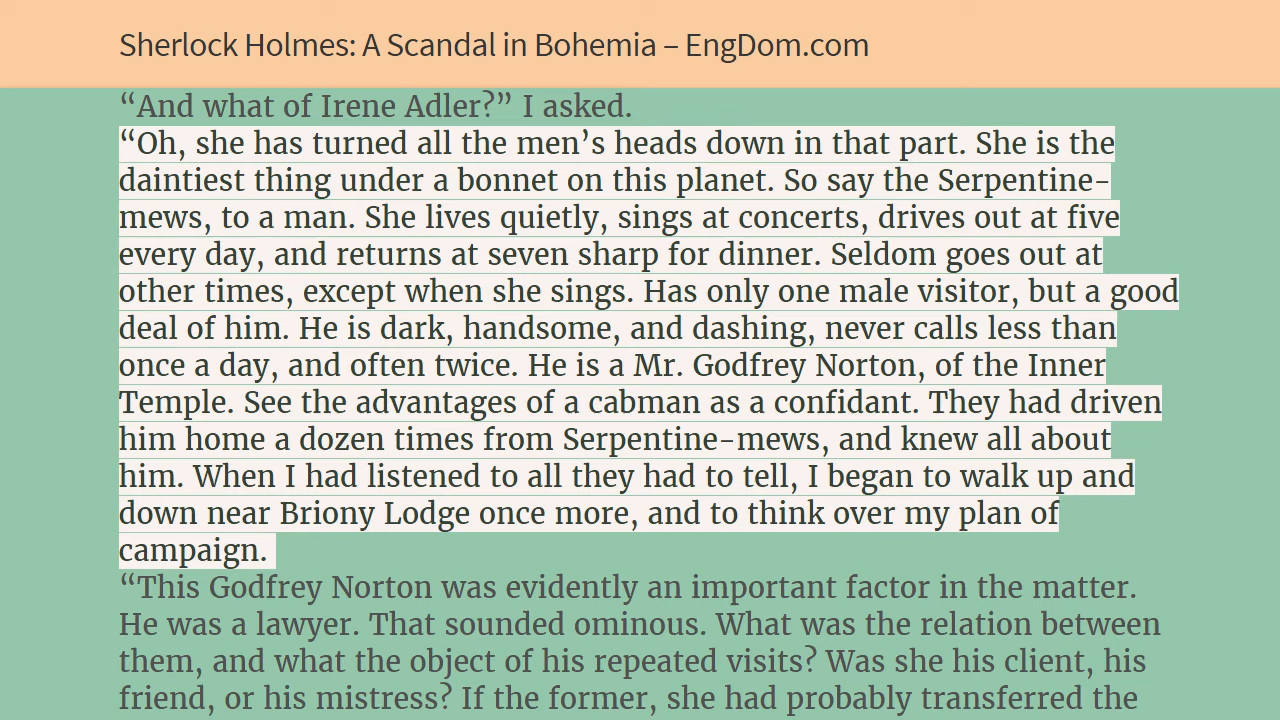 Sherlock Holmes: A Scandal in Bohemia – EngDom.com
“And what of Irene Adler?” I asked.
“Oh, she has turned all the men’s heads down in that part. She is the
daintiest thing under a bonnet on this planet. So say the Serpentine-
mews, to a man. She lives quietly, sings at concerts, drives out at five
every day, and returns at seven sharp for dinner. Seldom goes out at
other times, except when she sings. Has only one male visitor, but a good
deal of him. He is dark, handsome, and dashing, never calls less than
once a day, and often twice. He is a Mr. Godfrey Norton, of the Inner
Temple. See the advantages of a cabman as a confidant. They had driven
him home a dozen times from Serpentine-mews, and knew all about
him. When I had listened to all they had to tell, I began to walk up and
down near Briony Lodge once more, and to think over my plan of
campaign.
“This Godfrey Norton was evidently an important factor in the matter.
He was a lawyer. That sounded ominous. What was the relation between
them, and what the object of his repeated visits? Was she his client, his
friend, or his mistress? If the former, she had probably transferred the